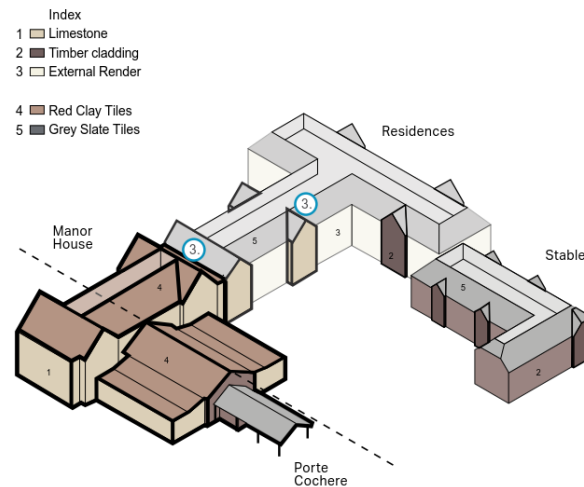 Index
1 Limestone
2 Timber cladding
3 External Render
4 Red Clay Tiles
5 Grey Slate Tiles
Residences
3.
Manor
House
5
3
3.
2
Stable
4
5
4
1
2
Porte
Cochere